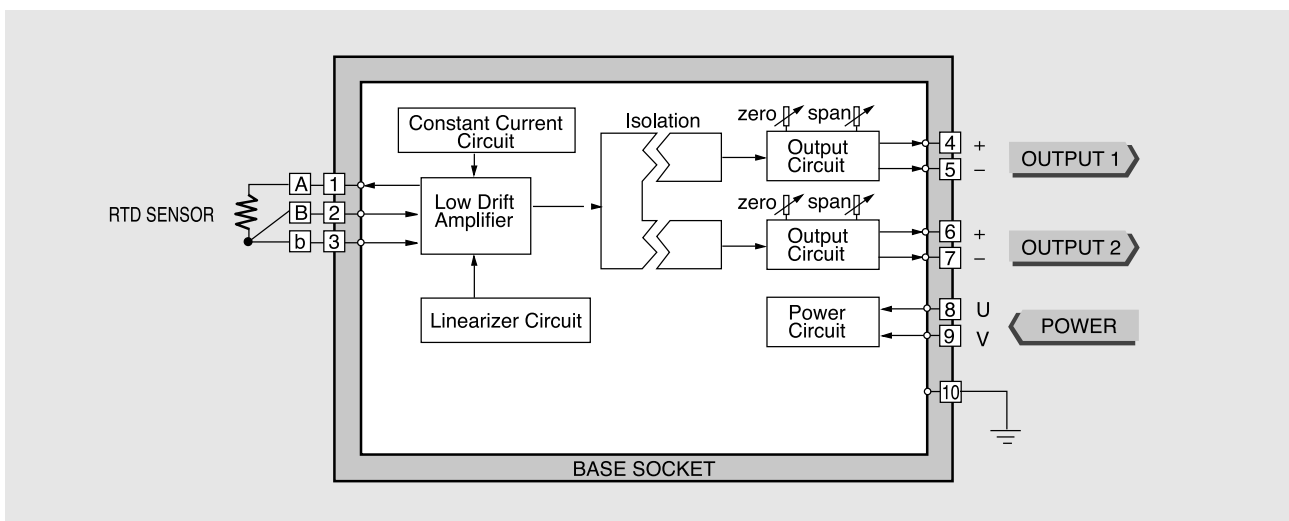 Constant Current
Circuit
Isolation
zero span
Output
Circuit
4 +
5 −
OUTPUT 1
RTD SENSOR
A 1
B 2
b 3
Low Drift
Amplifier
zero span
Output
Circuit
6 +
7 −
OUTPUT 2
Linearizer Circuit
Power
Circuit
8 U
9 V
POWER
10
BASE SOCKET